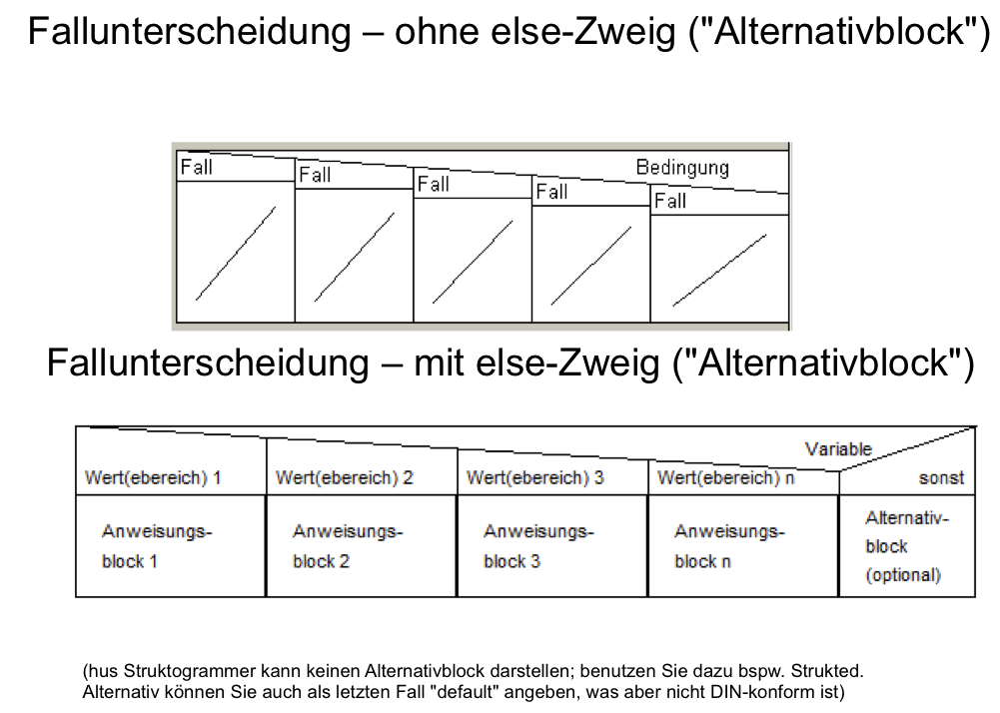 Fallunterscheidung – ohne else-Zweig ("Alternativblock")
Fall
Fall
Fall
Fall
Fall
Bedingung
Fallunterscheidung – mit else-Zweig ("Alternativblock")
Variable
Wert(ebereich) 1
Wert(ebereich) 2
Wert(ebereich) 3
Wert(ebereich) n
sonst
Anweisungs-
block 1
Anweisungs-
block 2
Anweisungs-
block 3
Anweisungs-
block n
Alternativ-
block
(optional)
(hus Struktogrammer kann keinen Alternativblock darstellen; benutzen Sie dazu bspw. Strukted.
Alternativ können Sie auch als letzten Fall "default" angeben, was aber nicht DIN-konform ist)